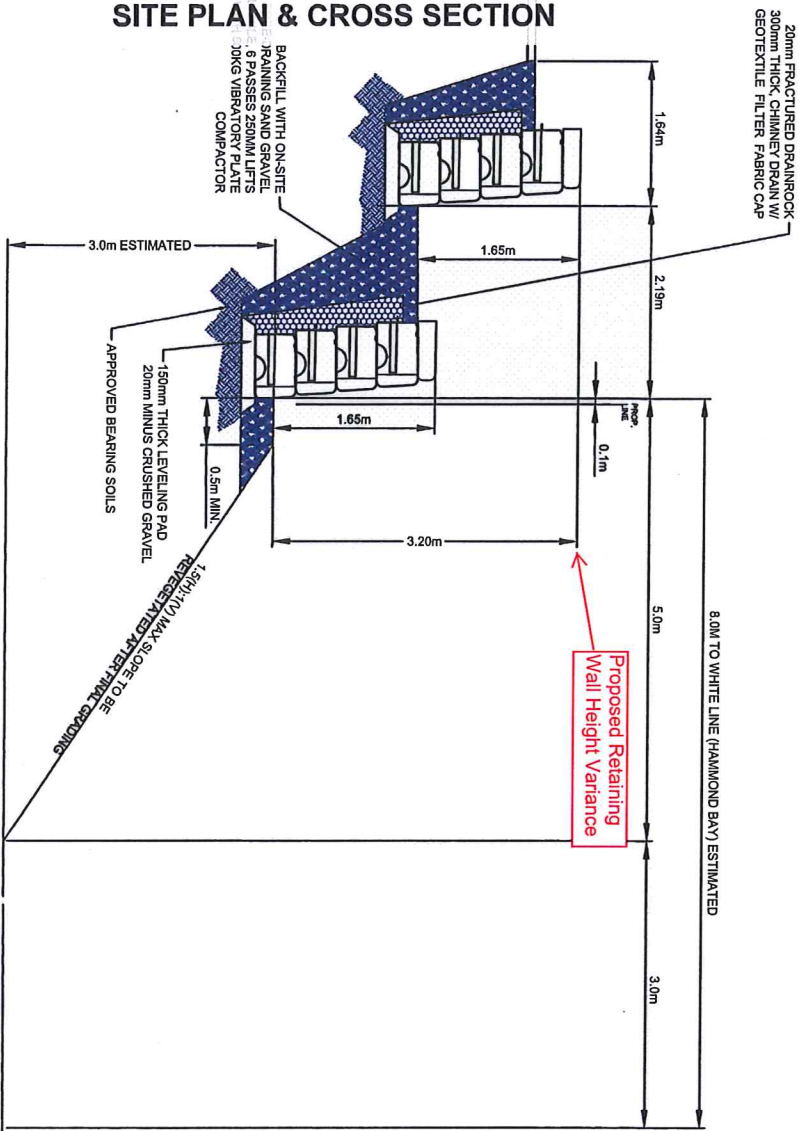 SITE PLAN & CROSS SECTION
20mm FRACTURED DRAINROCK
300mm THICK, CHIMNEY DRAIN W/
GEOTEXTILE FILTER FABRIC CAP
1.64m
2.19m
5.0m
3.0m
8.0M TO WHITE LINE (HAMMOND BAY) ESTIMATED
BACKFILL WITH ON-SITE
DRAINING SAND GRAVEL
6 PASSES 250MM LIFTS
VIBRATORY PLATE
COMPACTOR
3.0m ESTIMATED
1.65m
1.65m
PROP.
LINE
0.1m
3.20m
Proposed Retaining
Wall Height Variance
0.5m MIN.
150mm THICK LEVELING PAD
20mm MINUS CRUSHED GRAVEL
APPROVED BEARING SOILS
1.5(H):1(V) MAX SLOPE TO BE
REVEGETATED AFTER FINAL GRADING